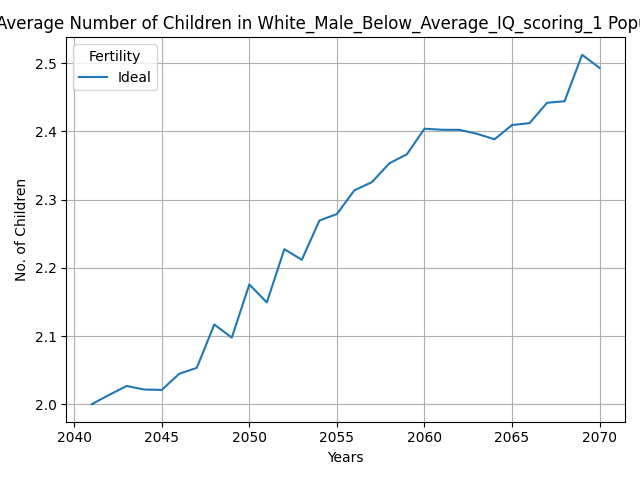 Average Number of Children in White_Male_Below_Average_IQ_scoring_1 Popu
Fertility
Ideal
No. of Children
2.5
2.4
2.3
2.2
2.1
2.0
2040 2045 2050 2055 2060 2065 2070
Years